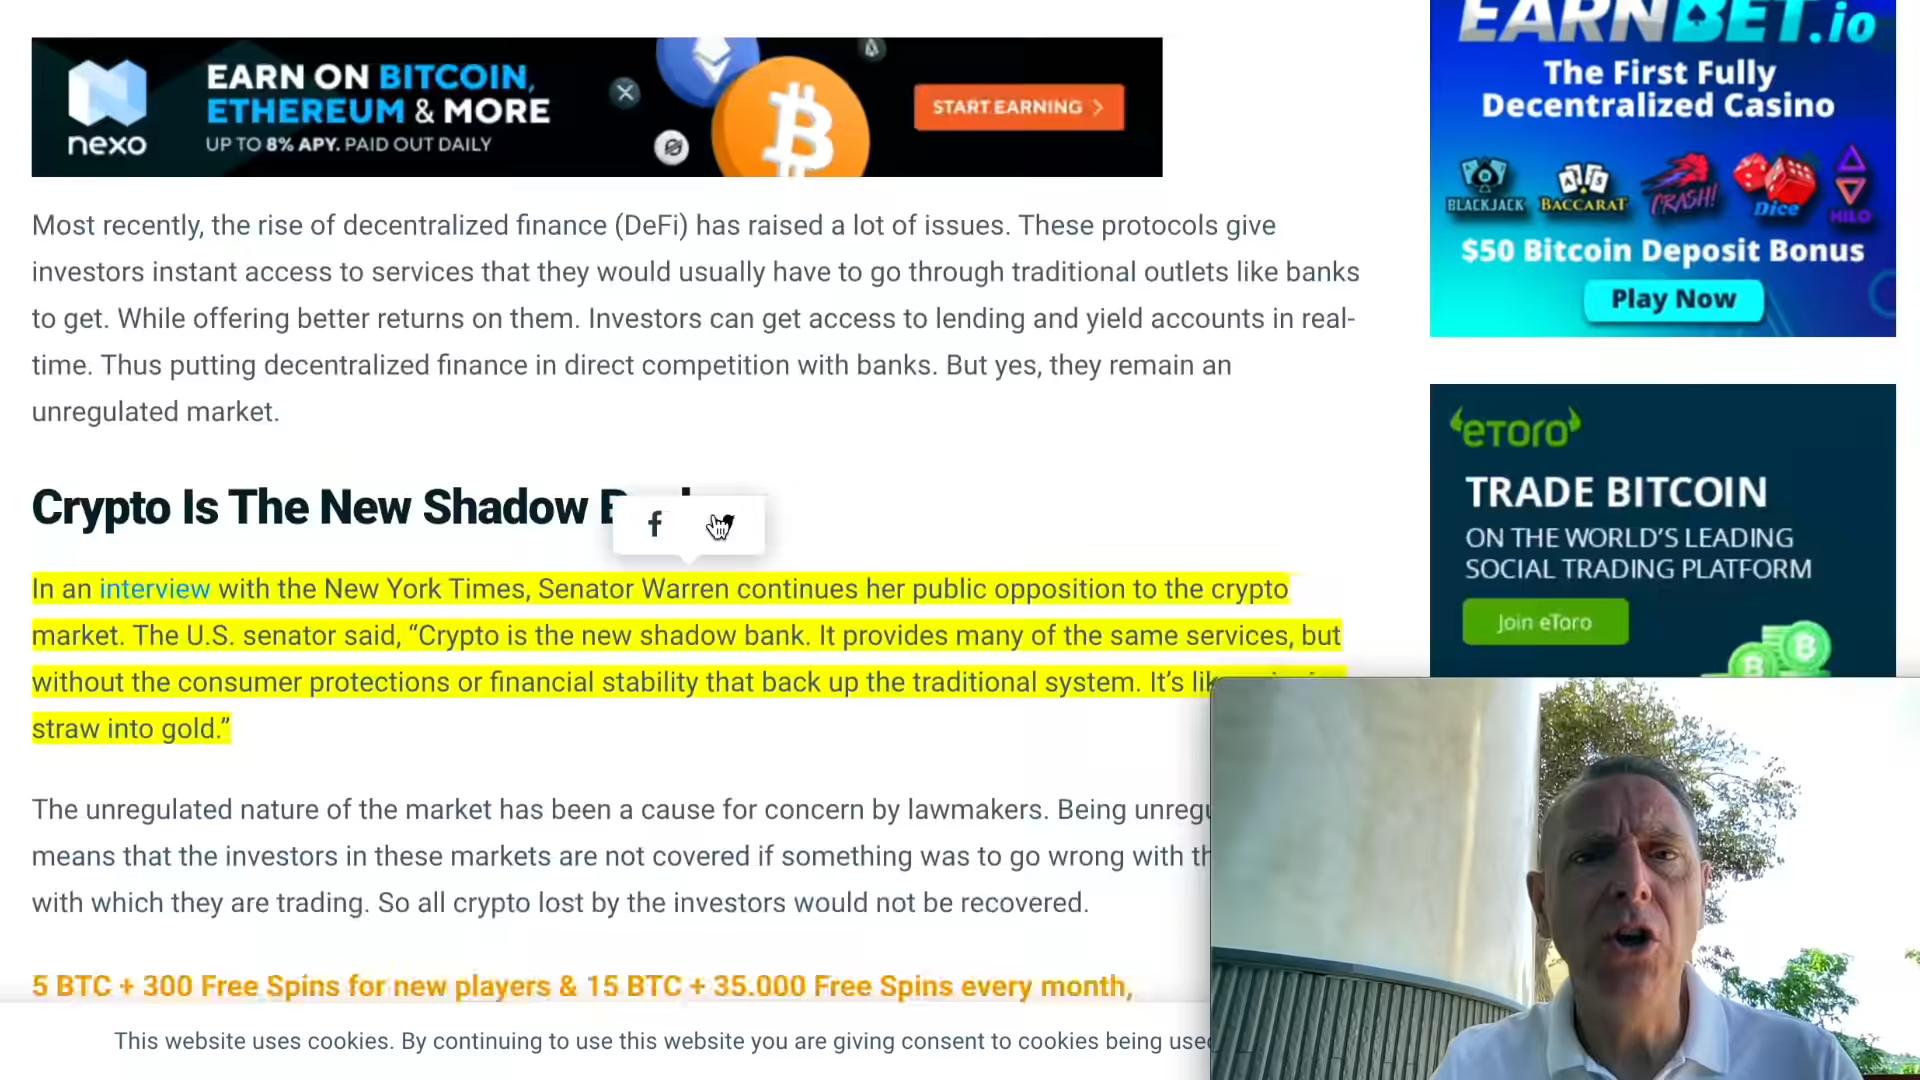 nexo
EARN ON BITCOIN,
ETHEREUM & MORE
UP TO 8% APY. PAID OUT DAILY
START EARNING
EARNBET.io
The First Fully
Decentralized Casino
BLACKJACK BACCARAT CRASH! Dice HILO
$50 Bitcoin Deposit Bonus
Play Now
Most recently, the rise of decentralized finance (DeFi) has raised a lot of issues. These protocols give
investors instant access to services that they would usually have to go through traditional outlets like banks
to get. While offering better returns on them. Investors can get access to lending and yield accounts in real-
time. Thus putting decentralized finance in direct competition with banks. But yes, they remain an
unregulated market.
eToro
TRADE BITCOIN
ON THE WORLD'S LEADING
SOCIAL TRADING PLATFORM
Join eToro
Crypto Is The New Shadow
In an interview with the New York Times, Senator Warren continues her public opposition to the crypto
market. The U.S. senator said, “Crypto is the new shadow bank. It provides many of the same services, but
without the consumer protections or financial stability that back up the traditional system. It’s
straw into gold.”
The unregulated nature of the market has been a cause for concern by lawmakers. Being
means that the investors in these markets are not covered if something was to go wrong with
with which they are trading. So all crypto lost by the investors would not be recovered.
5 BTC + 300 Free Spins for new players & 15 BTC + 35.000 Free Spins every month,
This website uses cookies. By continuing to use this website you are giving consent to cookies being